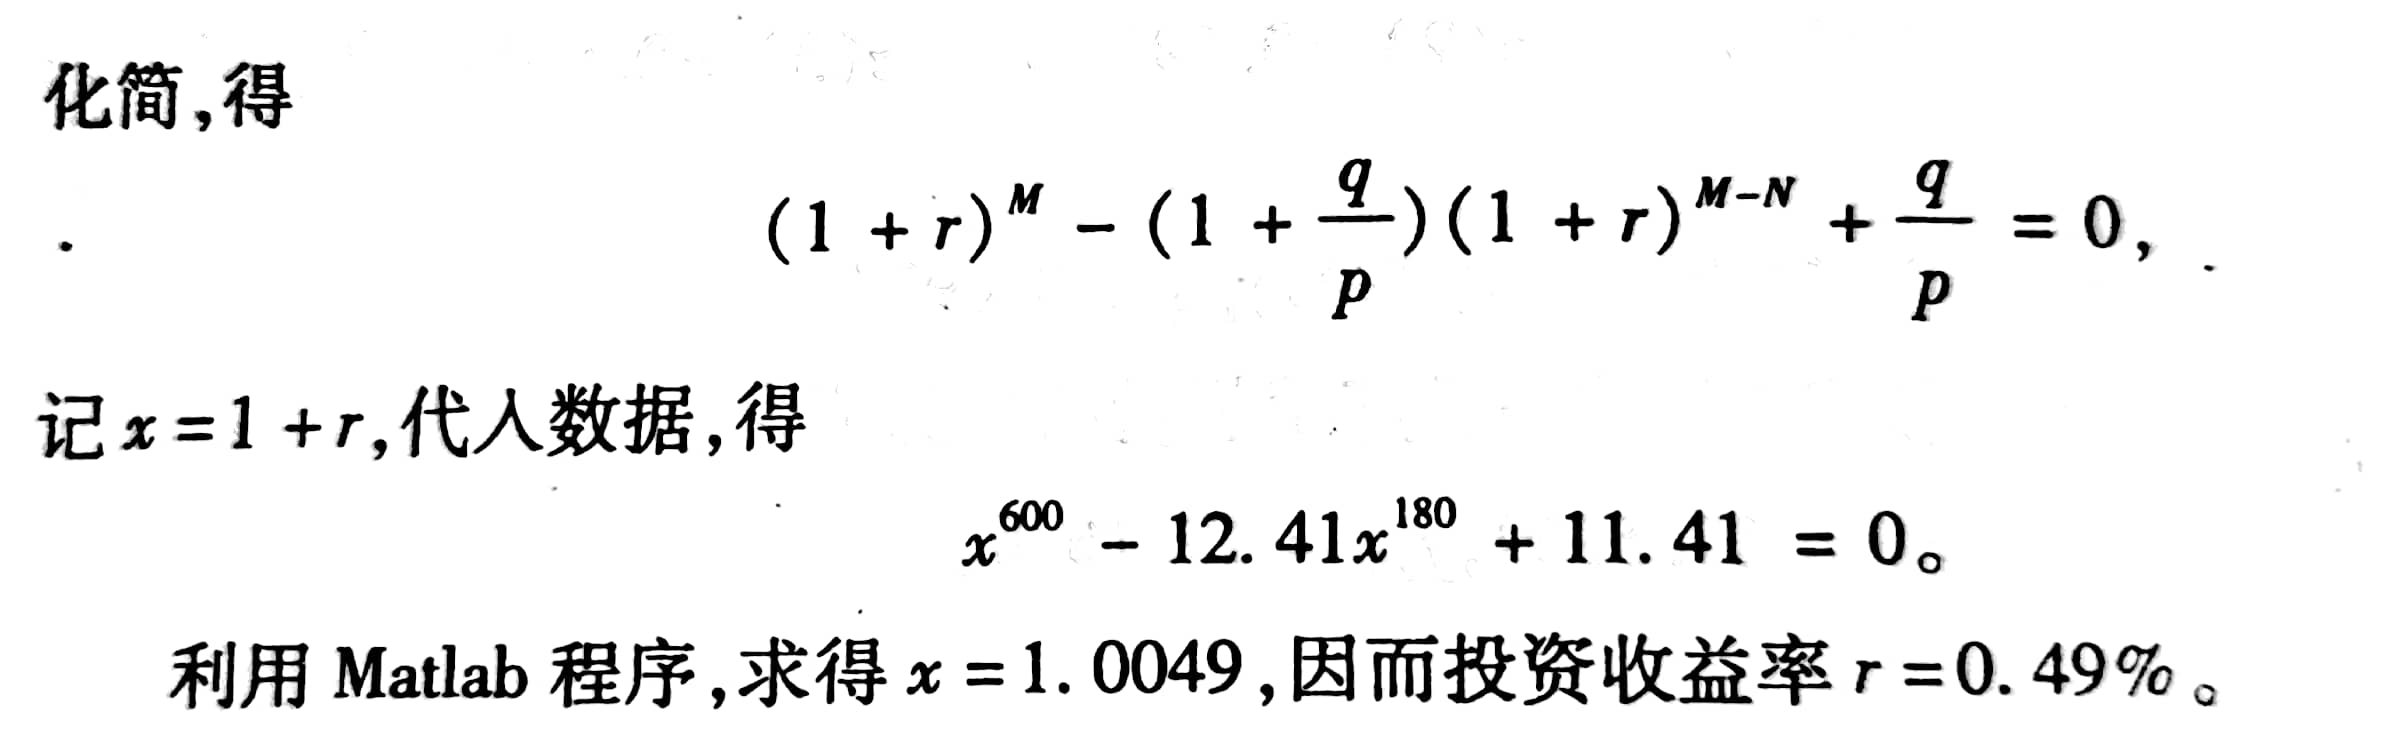 化简,得
(1 + r)^M - (1 + q/p)(1 + r)^{M-N} + q/p = 0,
记 x = 1 + r,代入数据,得
x^600 - 12.41x^180 + 11.41 = 0。
利用 Matlab 程序,求得 x = 1.0049,因而投资收益率 r = 0.49%。